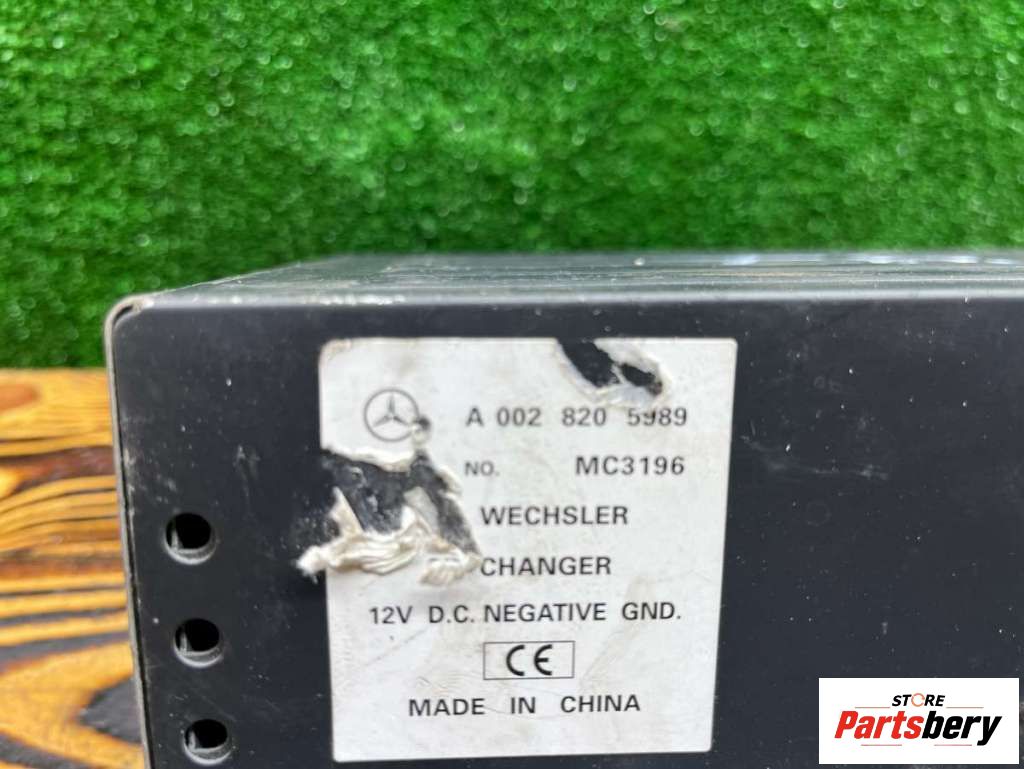 A 002 820 5989
NO. MC3196
WECHSLER
CHANGER
12V D.C. NEGATIVE GND.
CE
MADE IN CHINA
STORE
Partsbery